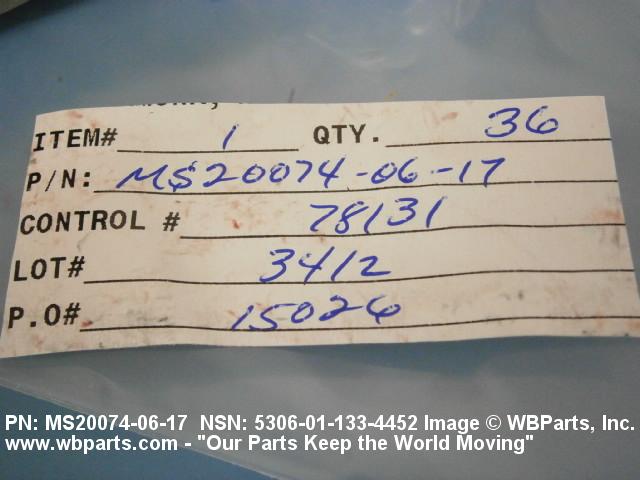 ITEM# 1 QTY. 36
P/N: MS20074-06-17
CONTROL # 78131
LOT# 3412
P.O# 15026
PN: MS20074-06-17 NSN: 5306-01-133-4452 Image © WBParts, Inc.
www.wbparts.com - "Our Parts Keep the World Moving"